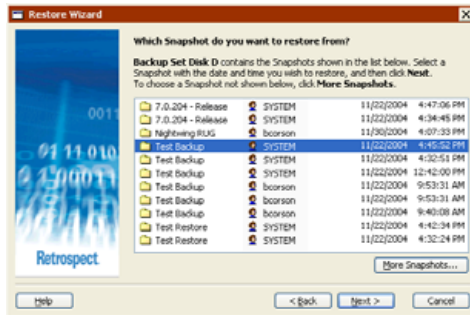 Restore Wizard
Which Snapshot do you want to restore from?
Backup Set Disk D contains the Snapshots shown in the list below. Select a
Snapshot with the date and time you wish to restore, and then click Next.
To choose a Snapshot not shown below, click More Snapshots.
7.0.204 - Release SYSTEM 11/22/2004 4:47:06 PM
7.0.204 - Release SYSTEM 11/22/2004 4:34:45 PM
Nightwing RUG bcorson 11/30/2004 4:07:33 PM
Test Backup SYSTEM 11/22/2004 4:45:52 PM
Test Backup SYSTEM 11/22/2004 4:32:51 PM
Test Backup SYSTEM 11/22/2004 12:42:00 PM
Test Backup bcorson 11/22/2004 9:53:31 AM
Test Backup bcorson 11/22/2004 9:53:31 AM
Test Backup bcorson 11/22/2004 9:40:08 AM
Test Restore SYSTEM 11/22/2004 4:42:34 PM
Test Restore SYSTEM 11/22/2004 4:32:24 PM
Retrospect
More Snapshots...
Help
< Back
Next >
Cancel